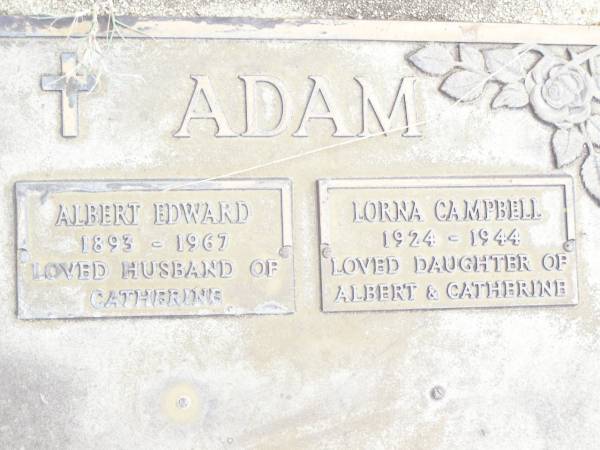 ADAM
ALBERT EDWARD
1893 - 1967
LOVED HUSBAND OF
CATHERINE
LORNA CAMPBELL
1924 - 1944
LOVED DAUGHTER OF
ALBERT & CATHERINE